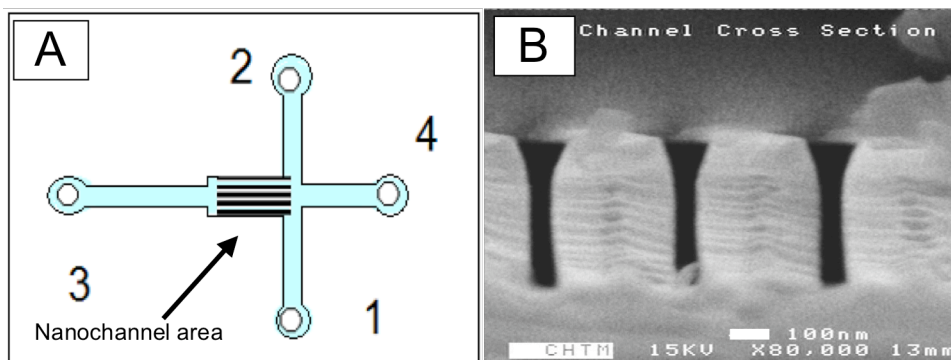 A
2
4
3
Nanochannel area
1
B
Channel Cross Section
100nm
CHTM 15KV X80,000 13mm